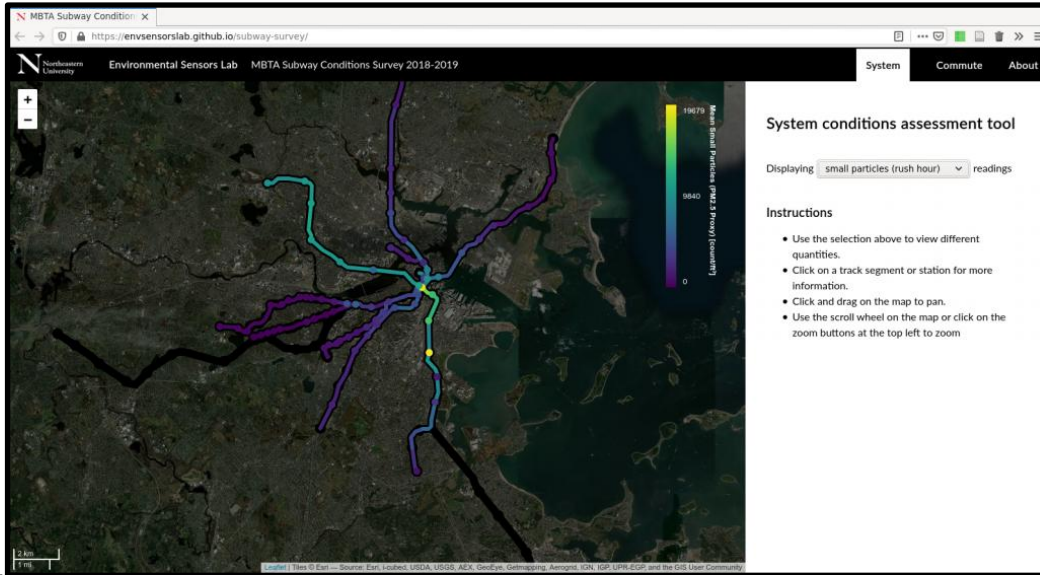 MBTA Subway Condition
https://envsensorslab.github.io/subway-survey/
Northeastern
University
Environmental Sensors Lab
MBTA Subway Conditions Survey 2018-2019
System
Commute
About
+
−
19679
9840
0
Mean Small Particles (PM2.5 Proxy) [count/ft³]
2 km
1 mi
Leaflet | Tiles © Esri — Source: Esri, i-cubed, USDA, USGS, AEX, GeoEye, Getmapping, Aerogrid, IGN, IGP, UPR-EGP, and the GIS User Community
System conditions assessment tool
Displaying small particles (rush hour) readings
Instructions
• Use the selection above to view different
quantities.
• Click on a track segment or station for more
information.
• Click and drag on the map to pan.
• Use the scroll wheel on the map or click on the
zoom buttons at the top left to zoom